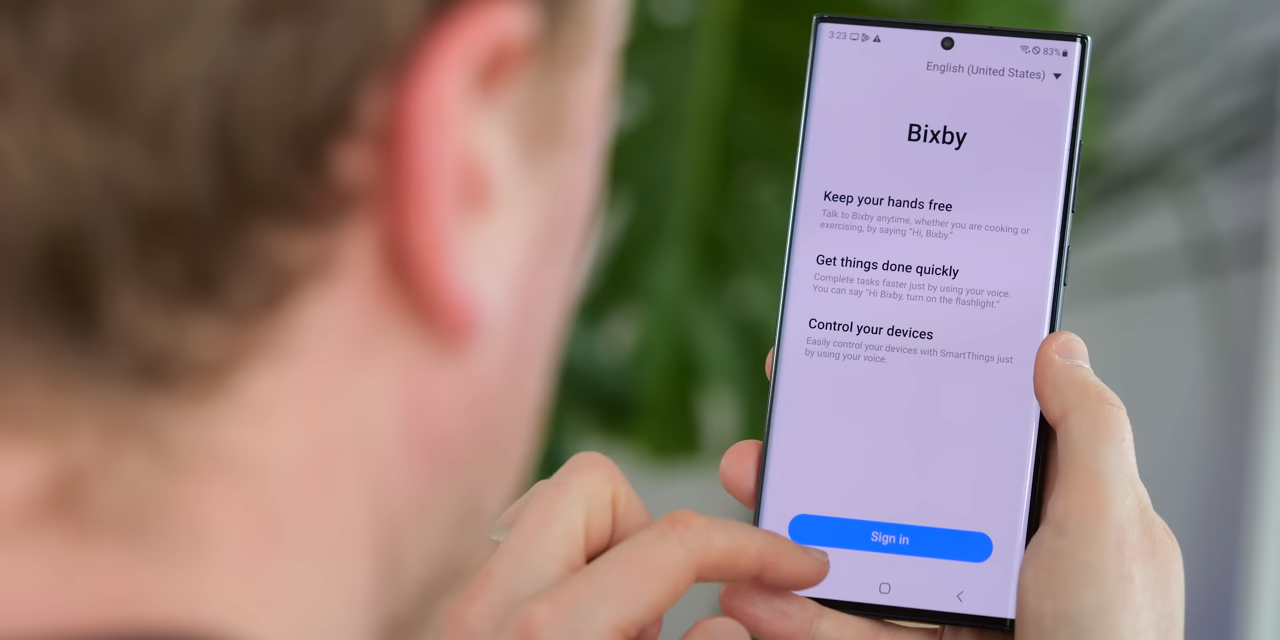 3:23
83%
English (United States)
Bixby
Keep your hands free
Talk to Bixby anytime, whether you are cooking or
exercising, by saying "Hi, Bixby."
Get things done quickly
Complete tasks faster just by using your voice.
You can say "Hi Bixby, turn on the flashlight."
Control your devices
Easily control your devices with SmartThings just
by using your voice.
Sign in